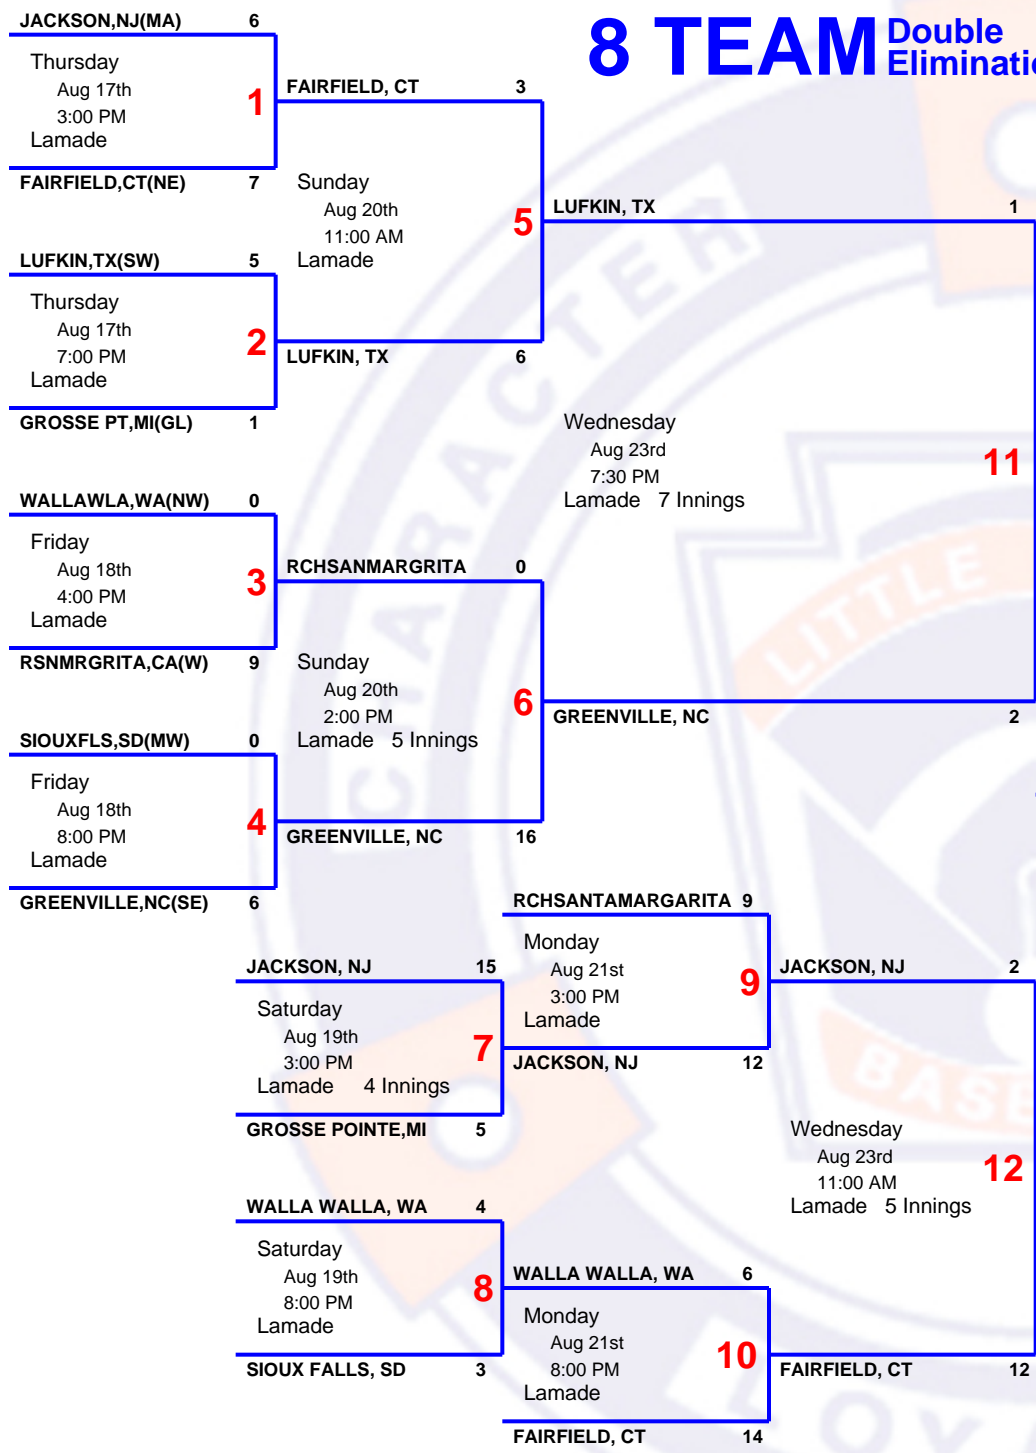 8 TEAM Double
JACKSON,NJ(MA) 6
Thursday
Aug 17th
3:00 PM
Lamade
1
FAIRFIELD,CT(NE) 7
FAIRFIELD, CT 3
Sunday
Aug 20th
11:00 AM
Lamade
5
LUFKIN, TX 6
LUFKIN,TX(SW) 5
Thursday
Aug 17th
7:00 PM
Lamade
2
GROSSE PT,MI(GL) 1
LUFKIN, TX 1
Wednesday
Aug 23rd
7:30 PM
Lamade 7 Innings
11
GREENVILLE, NC 2
WALLAWLA,WA(NW) 0
Friday
Aug 18th
4:00 PM
Lamade
3
RSNMRGRITA,CA(W) 9
RCHSANMARGRITA 0
Sunday
Aug 20th
2:00 PM
Lamade 5 Innings
6
GREENVILLE, NC 16
SIOUXFLS,SD(MW) 0
Friday
Aug 18th
8:00 PM
Lamade
4
GREENVILLE,NC(SE) 6
RCHSANTAMARGARITA 9
Monday
Aug 21st
3:00 PM
Lamade
9
JACKSON, NJ 12
JACKSON, NJ 15
Saturday
Aug 19th
3:00 PM
Lamade 4 Innings
7
GROSSE POINTE,MI 5
JACKSON, NJ 2
Wednesday
Aug 23rd
11:00 AM
Lamade 5 Innings
12
FAIRFIELD, CT 12
WALLA WALLA, WA 4
Saturday
Aug 19th
8:00 PM
Lamade
8
SIOUX FALLS, SD 3
WALLA WALLA, WA 6
Monday
Aug 21st
8:00 PM
Lamade
10
FAIRFIELD, CT 14
CHARACTER
LITTLE